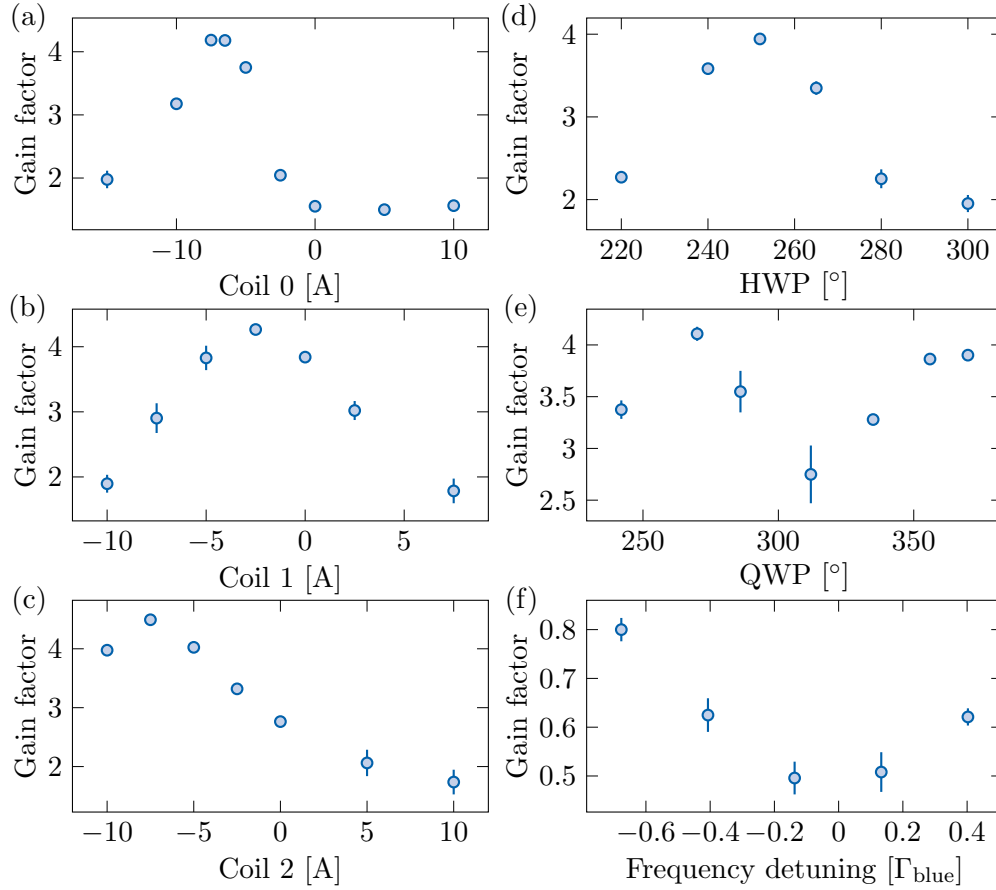 (a)
Gain factor
4
3
2
−10
0
10
Coil 0 [A]
(b)
Gain factor
4
3
2
−10
−5
0
5
Coil 1 [A]
(c)
Gain factor
4
3
2
−10
−5
0
5
10
Coil 2 [A]
(d)
Gain factor
4
3
2
220
240
260
280
300
HWP [°]
(e)
Gain factor
4
3.5
3
2.5
250
300
350
QWP [°]
(f)
Gain factor
0.8
0.7
0.6
0.5
−0.6
−0.4
−0.2
0
0.2
0.4
Frequency detuning [Γblue]